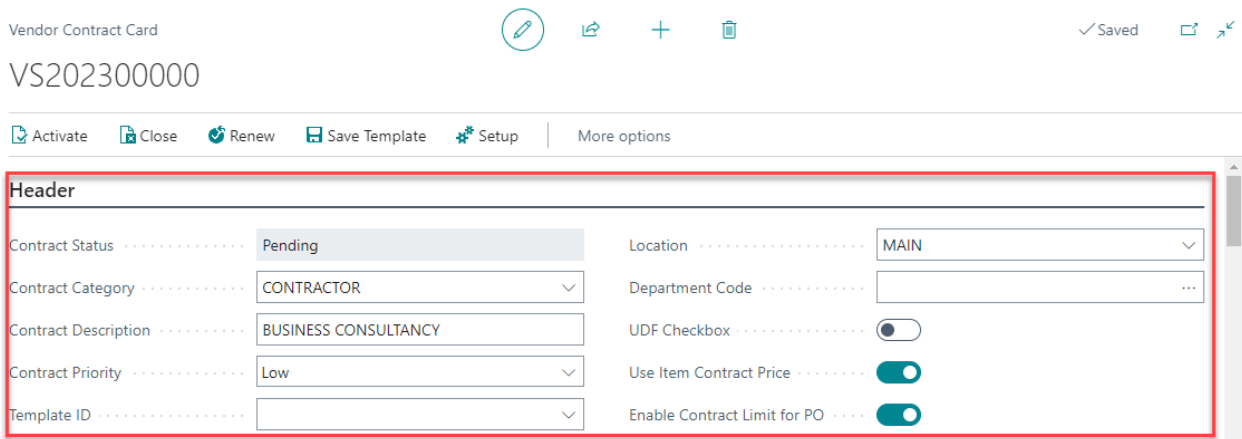 Vendor Contract Card
Saved
VS202300000
Activate Close Renew Save Template Setup More options
Header
Contract Status Pending
Location MAIN
Contract Category CONTRACTOR
Department Code
Contract Description BUSINESS CONSULTANCY
UDF Checkbox
Contract Priority Low
Use Item Contract Price
Template ID
Enable Contract Limit for PO